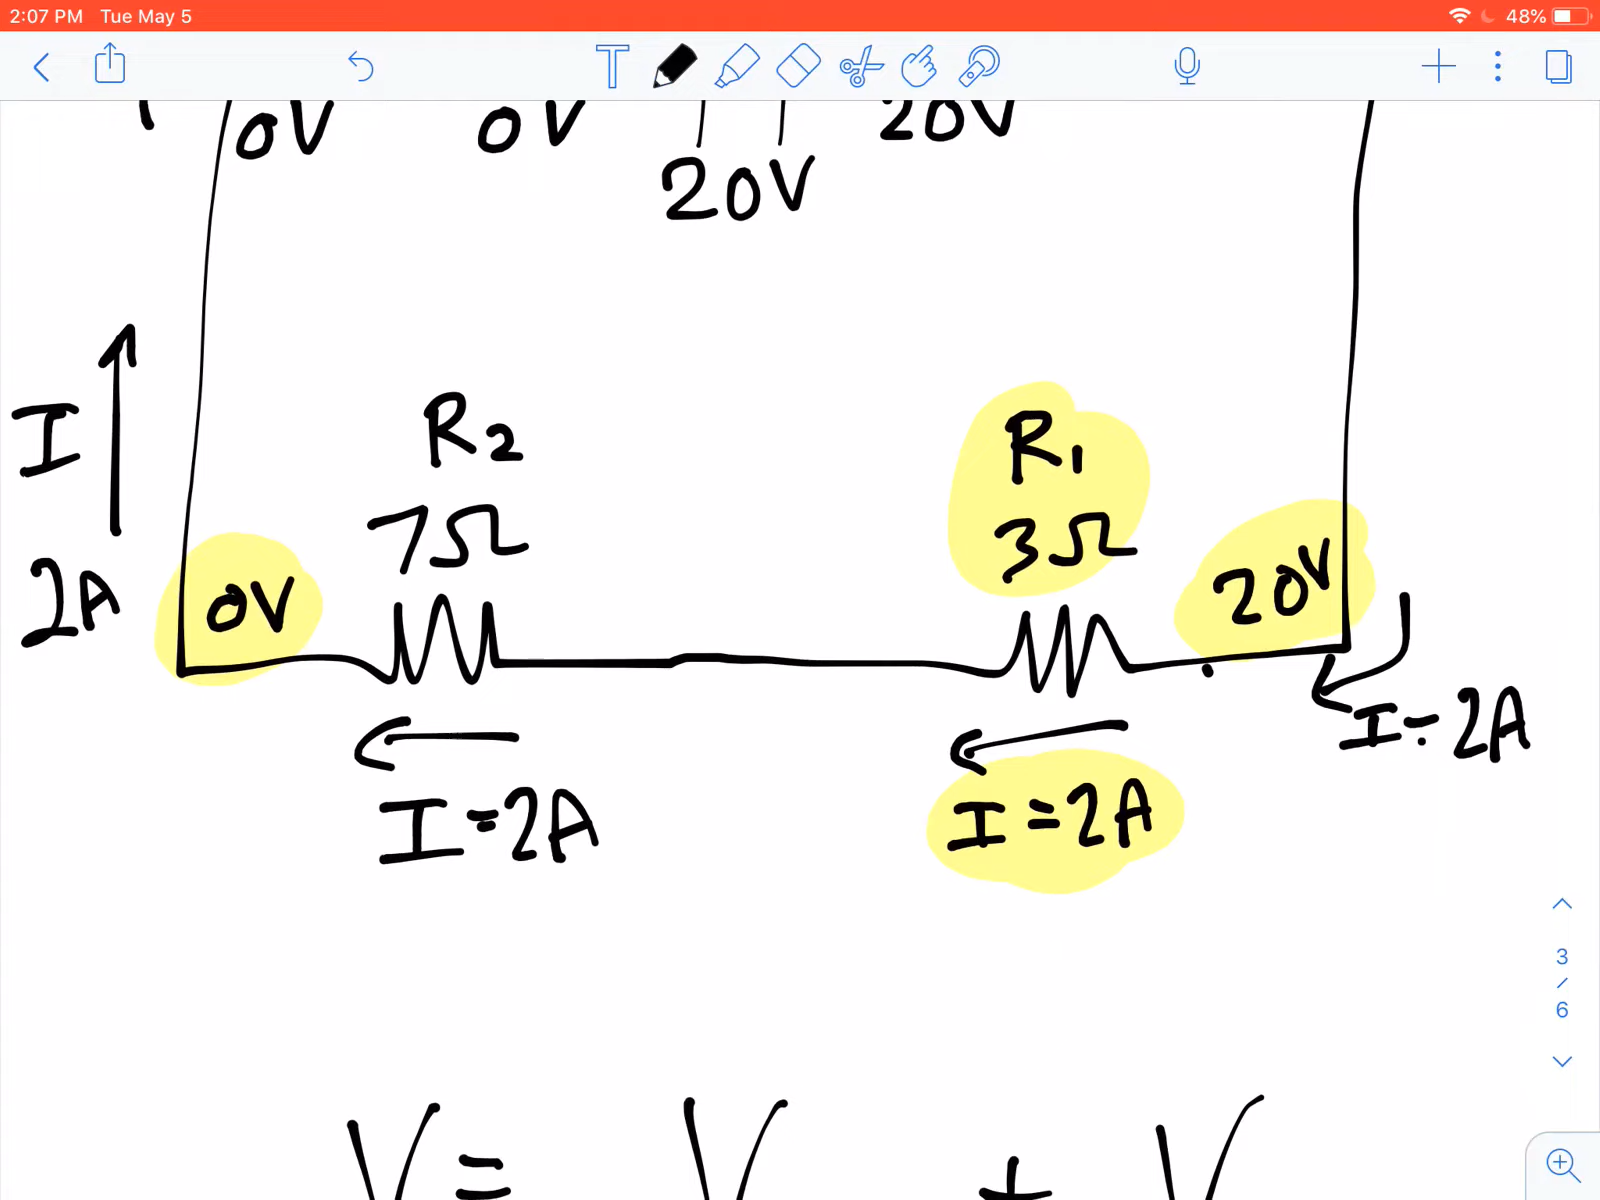 2:07 PM Tue May 5 48%
T
0V 0V 20V
20V
I
2A
R2
7Ω
R1
3Ω
0V
20V
I=2A
I=2A
I=2A
3
/
6
V = V + V